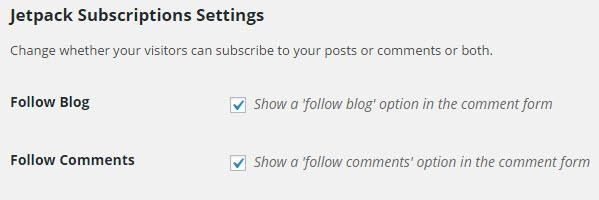 Jetpack Subscriptions Settings
Change whether your visitors can subscribe to your posts or comments or both.
Follow Blog Show a 'follow blog' option in the comment form
Follow Comments Show a 'follow comments' option in the comment form